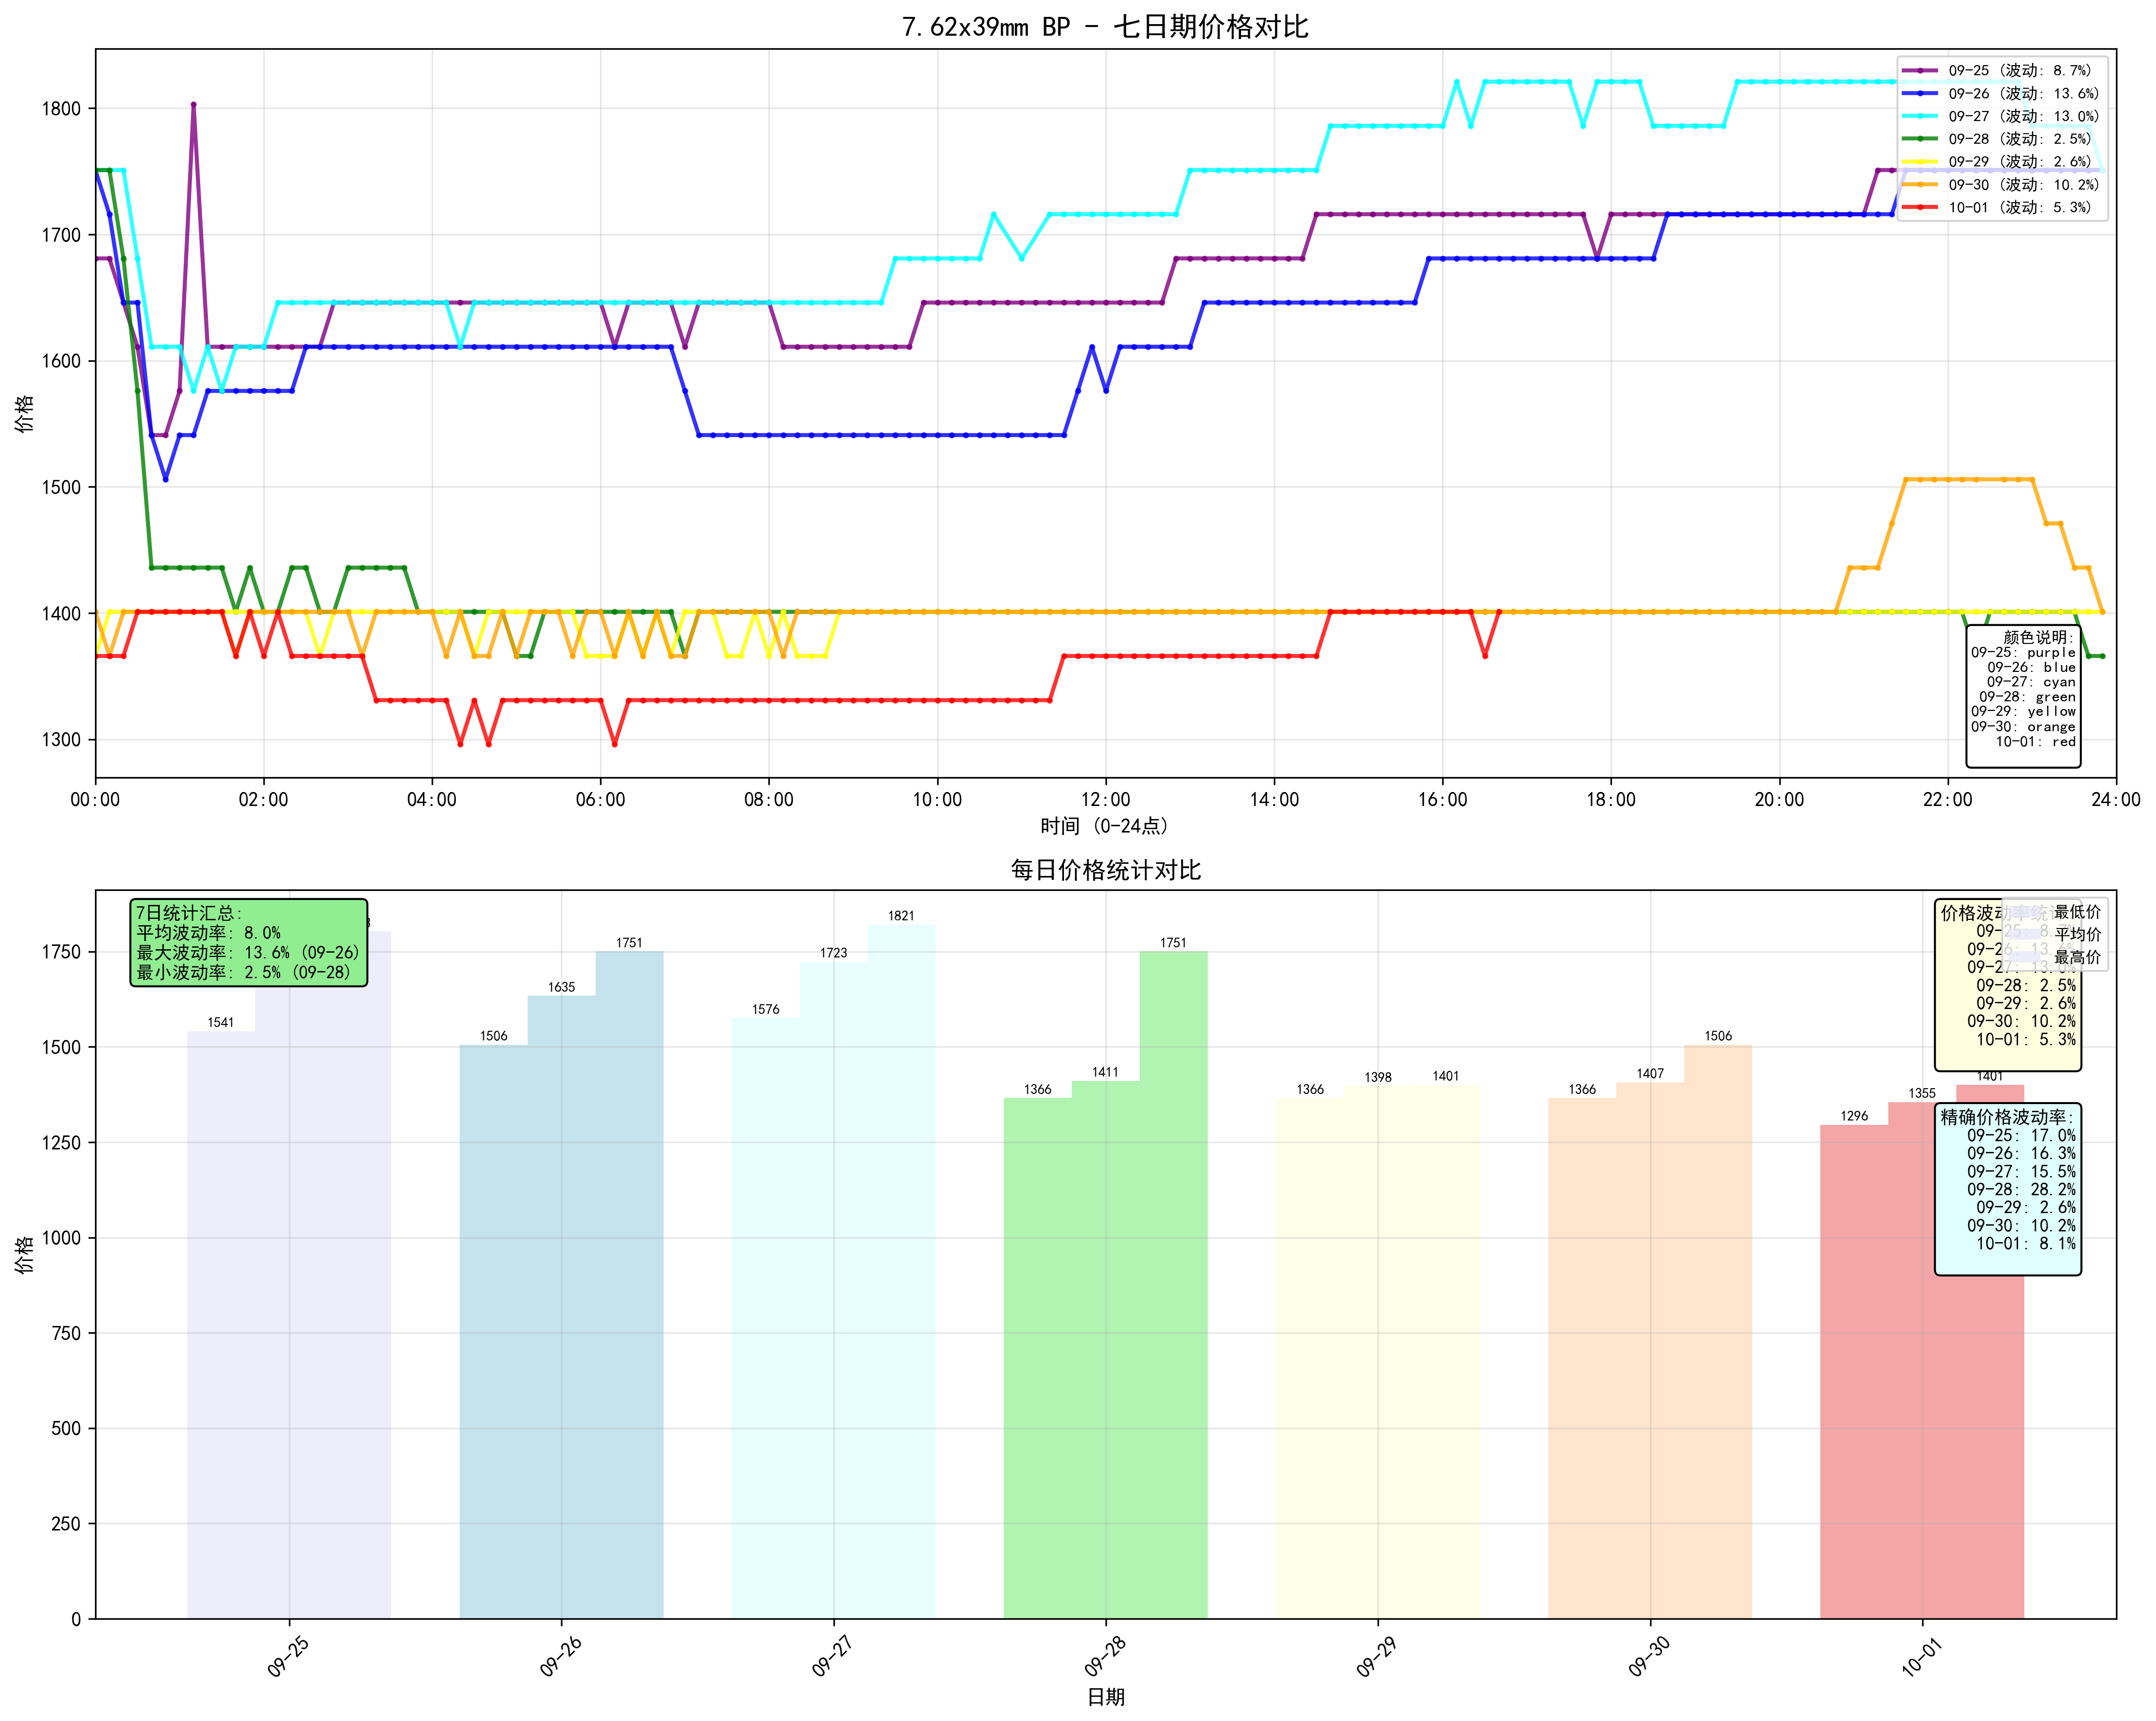 7.62x39mm BP - 七日期价格对比
价格
1800
1700
1600
1500
1400
1300
09-25 (波动: 8.7%)
09-26 (波动: 13.6%)
09-27 (波动: 13.0%)
09-28 (波动: 2.5%)
09-29 (波动: 2.6%)
09-30 (波动: 10.2%)
10-01 (波动: 5.3%)
颜色说明:
09-25: purple
09-26: blue
09-27: cyan
09-28: green
09-29: yellow
09-30: orange
10-01: red
00:00 02:00 04:00 06:00 08:00 10:00 12:00 14:00 16:00 18:00 20:00 22:00 24:00
时间 (0-24点)
每日价格统计对比
价格
1750
1500
1250
1000
750
500
250
0
7日统计汇总:
平均波动率: 8.0%
最大波动率: 13.6% (09-26)
最小波动率: 2.5% (09-28)
1541
1506 1635 1751
1576 1723 1821
1366 1411 1751
1366 1398 1401
1366 1407 1506
1296 1355 1401
价格波动率统计
09-25: 8.
09-26: 13.6%
09-27: 13.0%
09-28: 2.5%
09-29: 2.6%
09-30: 10.2%
10-01: 5.3%
最低价
平均价
最高价
精确价格波动率:
09-25: 17.0%
09-26: 16.3%
09-27: 15.5%
09-28: 28.2%
09-29: 2.6%
09-30: 10.2%
10-01: 8.1%
09-25 09-26 09-27 09-28 09-29 09-30 10-01
日期